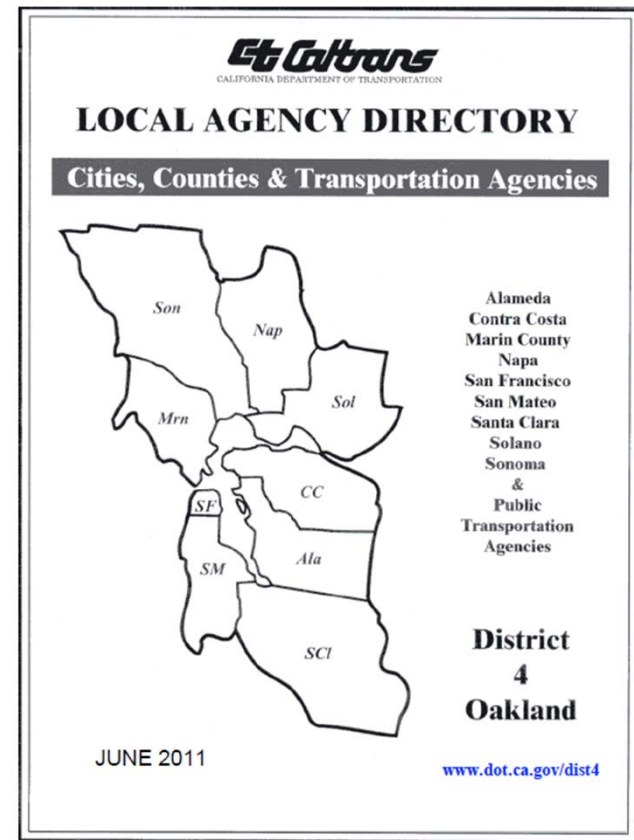 Ct Caltrans
CALIFORNIA DEPARTMENT OF TRANSPORTATION
LOCAL AGENCY DIRECTORY
Cities, Counties & Transportation Agencies
Son
Nap
Sol
Mrn
CC
SF
Ala
SM
SCl
Alameda
Contra Costa
Marin County
Napa
San Francisco
San Mateo
Santa Clara
Solano
Sonoma
&
Public
Transportation
Agencies
District
4
Oakland
JUNE 2011
www.dot.ca.gov/dist4